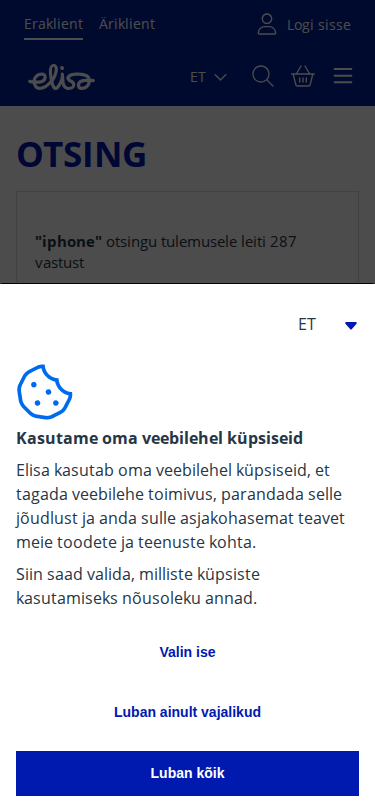 Eraklient Äriklient Logi sisse
elisa ET
OTSING
"iphone" otsingu tulemusele leiti 287
vastust
ET
Kasutame oma veebilehel küpsiseid
Elisa kasutab oma veebilehel küpsiseid, et
tagada veebilehe toimivus, parandada selle
jõudlust ja anda sulle asjakohasemat teavet
meie toodete ja teenuste kohta.
Siin saad valida, milliste küpsiste
kasutamiseks nõusoleku annad.
Valin ise
Luban ainult vajalikud
Luban kõik